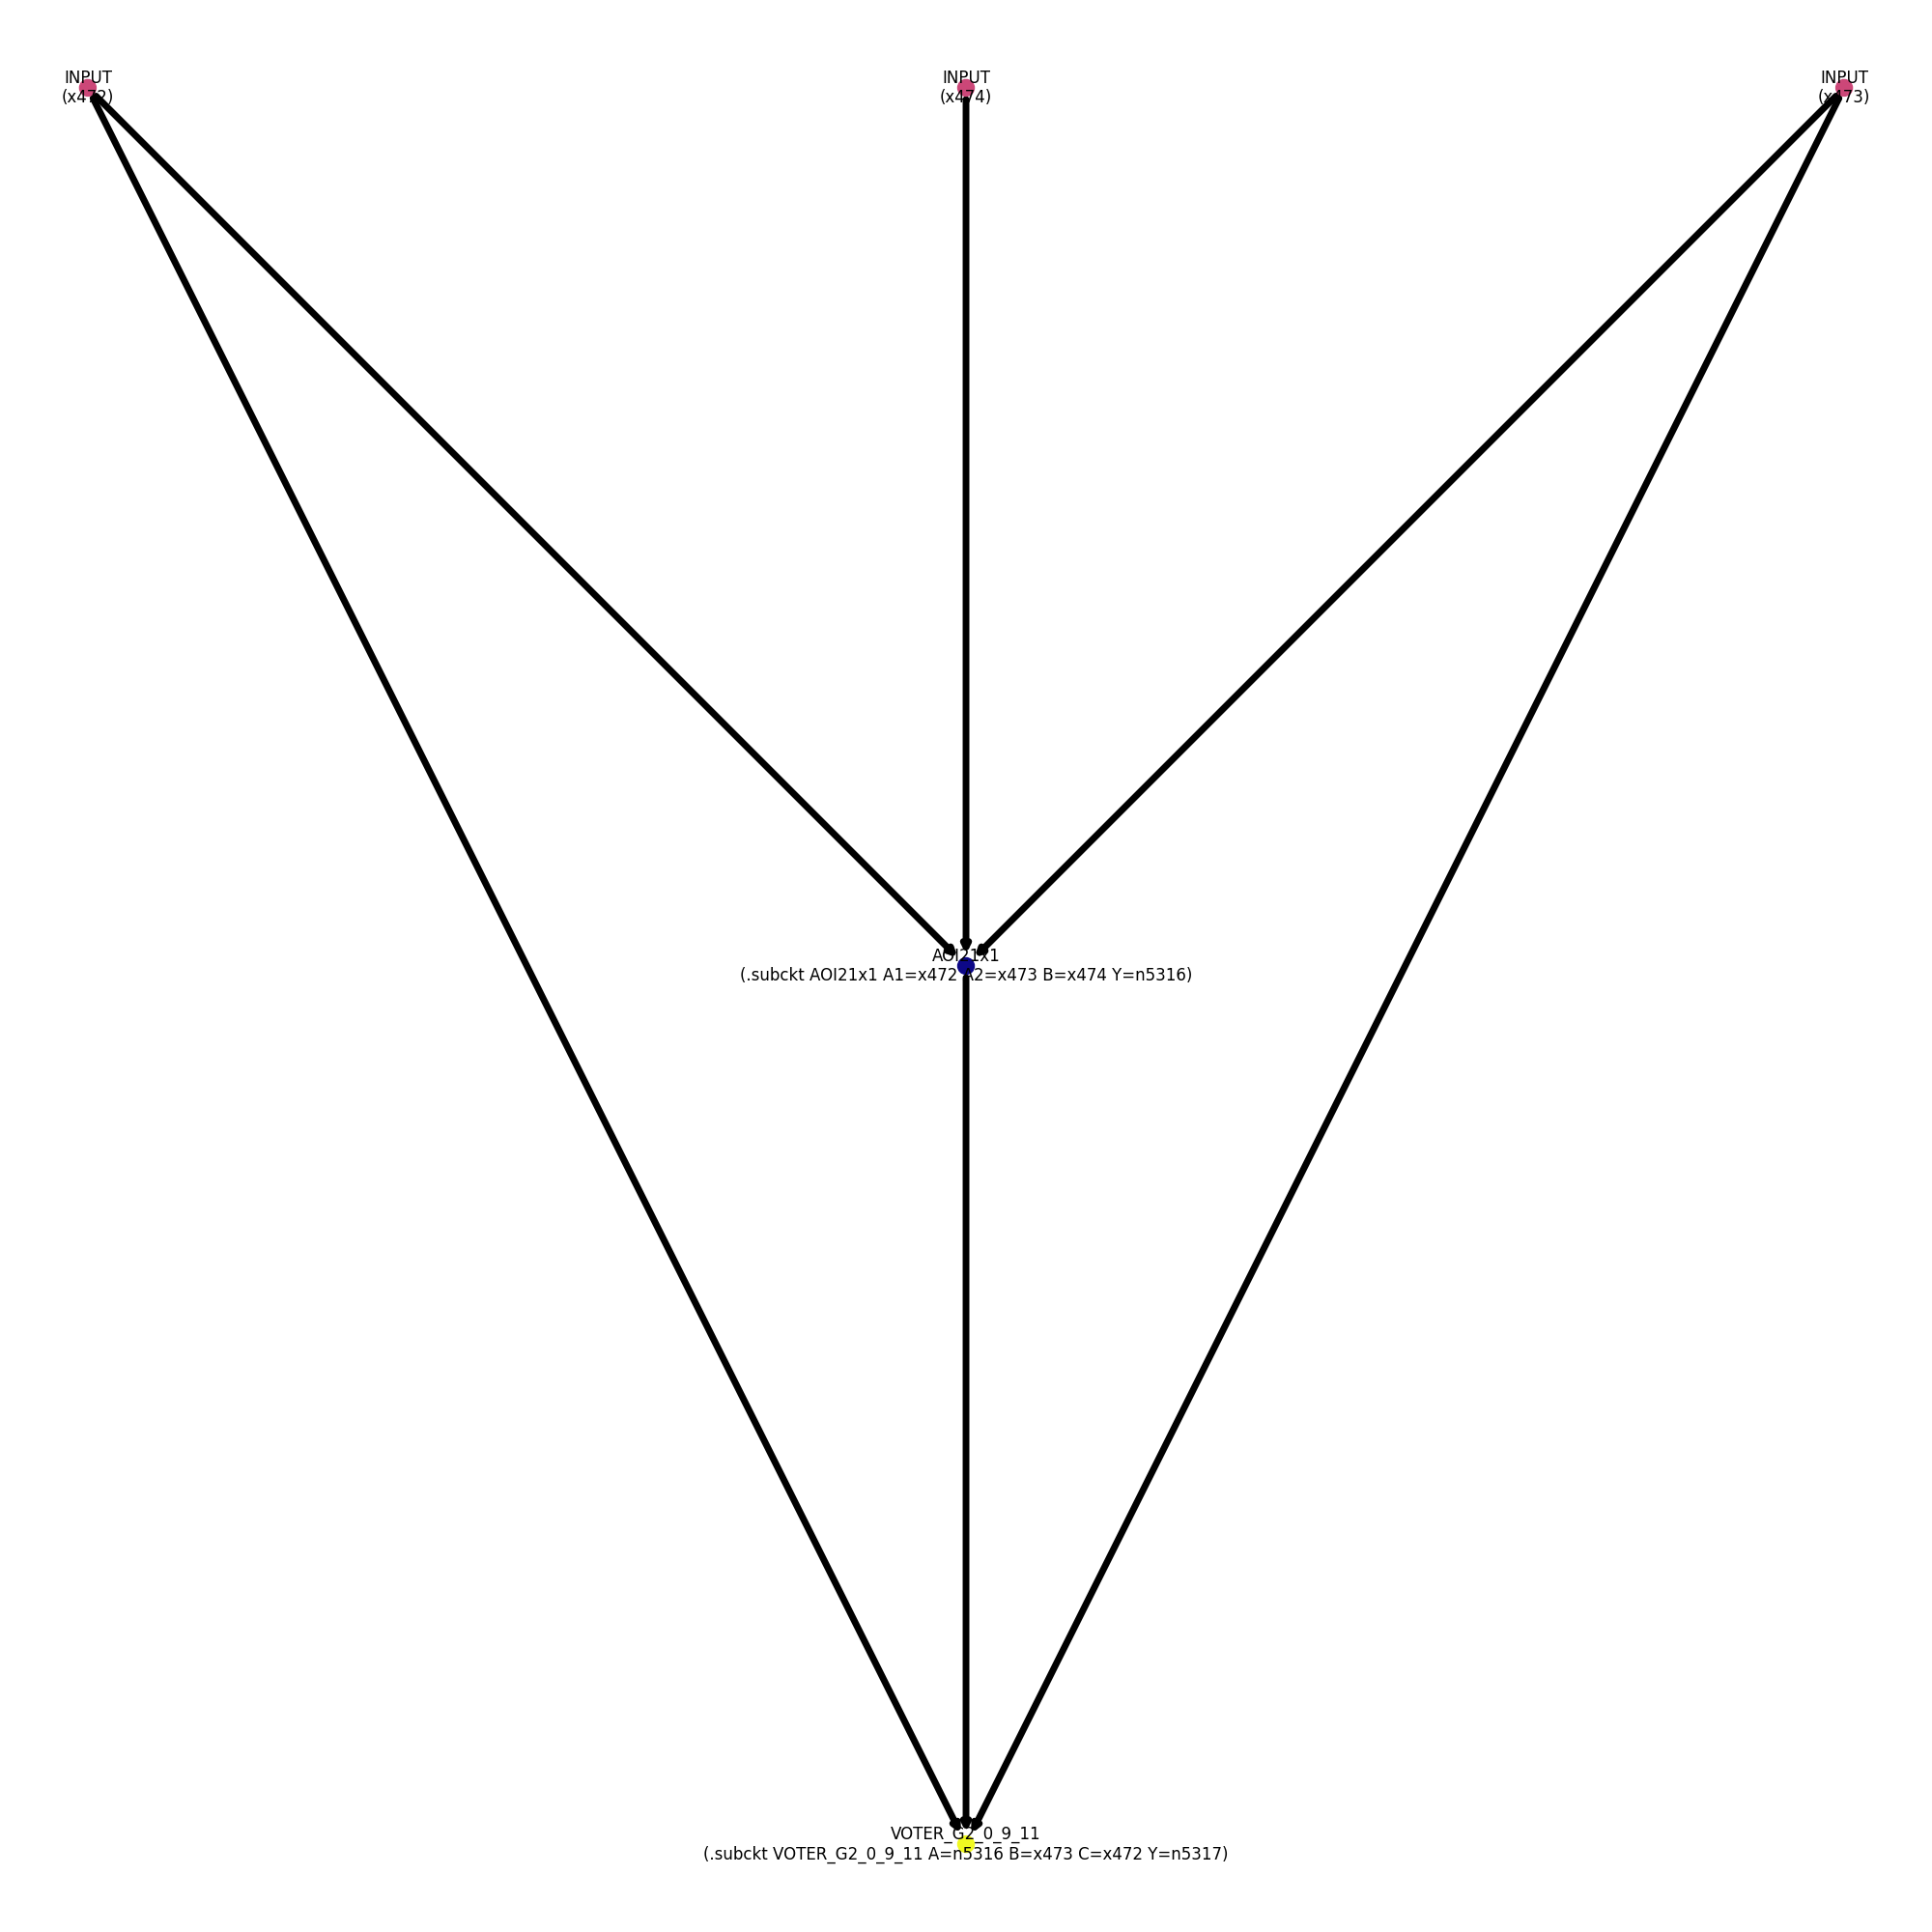 INPUT
(x472)
INPUT
(x474)
INPUT
(x473)
AOI21x1
(.subckt AOI21x1 A1=x472 A2=x473 B=x474 Y=n5316)
VOTER_G2_0_9_11
(.subckt VOTER_G2_0_9_11 A=n5316 B=x473 C=x472 Y=n5317)